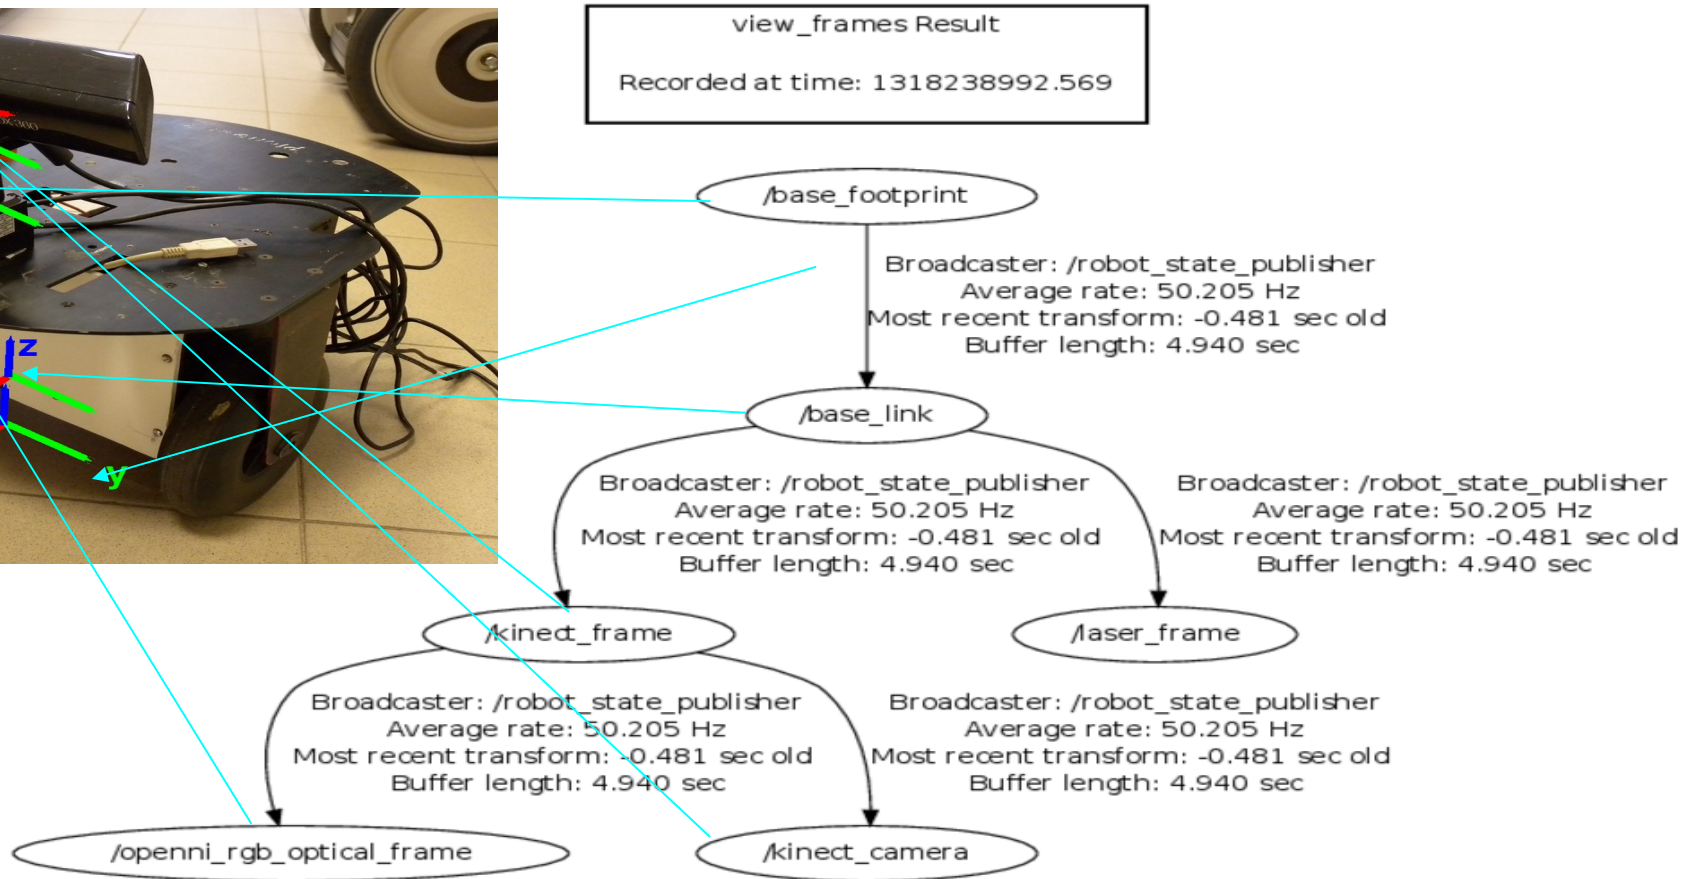 view_frames Result
Recorded at time: 1318238992.569
/base_footprint
Broadcaster: /robot_state_publisher
Average rate: 50.205 Hz
Most recent transform: -0.481 sec old
Buffer length: 4.940 sec
z
/base_link
y
Broadcaster: /robot_state_publisher
Average rate: 50.205 Hz
Most recent transform: -0.481 sec old
Buffer length: 4.940 sec
Broadcaster: /robot_state_publisher
Average rate: 50.205 Hz
Most recent transform: -0.481 sec old
Buffer length: 4.940 sec
/kinect_frame
/laser_frame
Broadcaster: /robot_state_publisher
Average rate: 50.205 Hz
Most recent transform: -0.481 sec old
Buffer length: 4.940 sec
Broadcaster: /robot_state_publisher
Average rate: 50.205 Hz
Most recent transform: -0.481 sec old
Buffer length: 4.940 sec
/openni_rgb_optical_frame
/kinect_camera